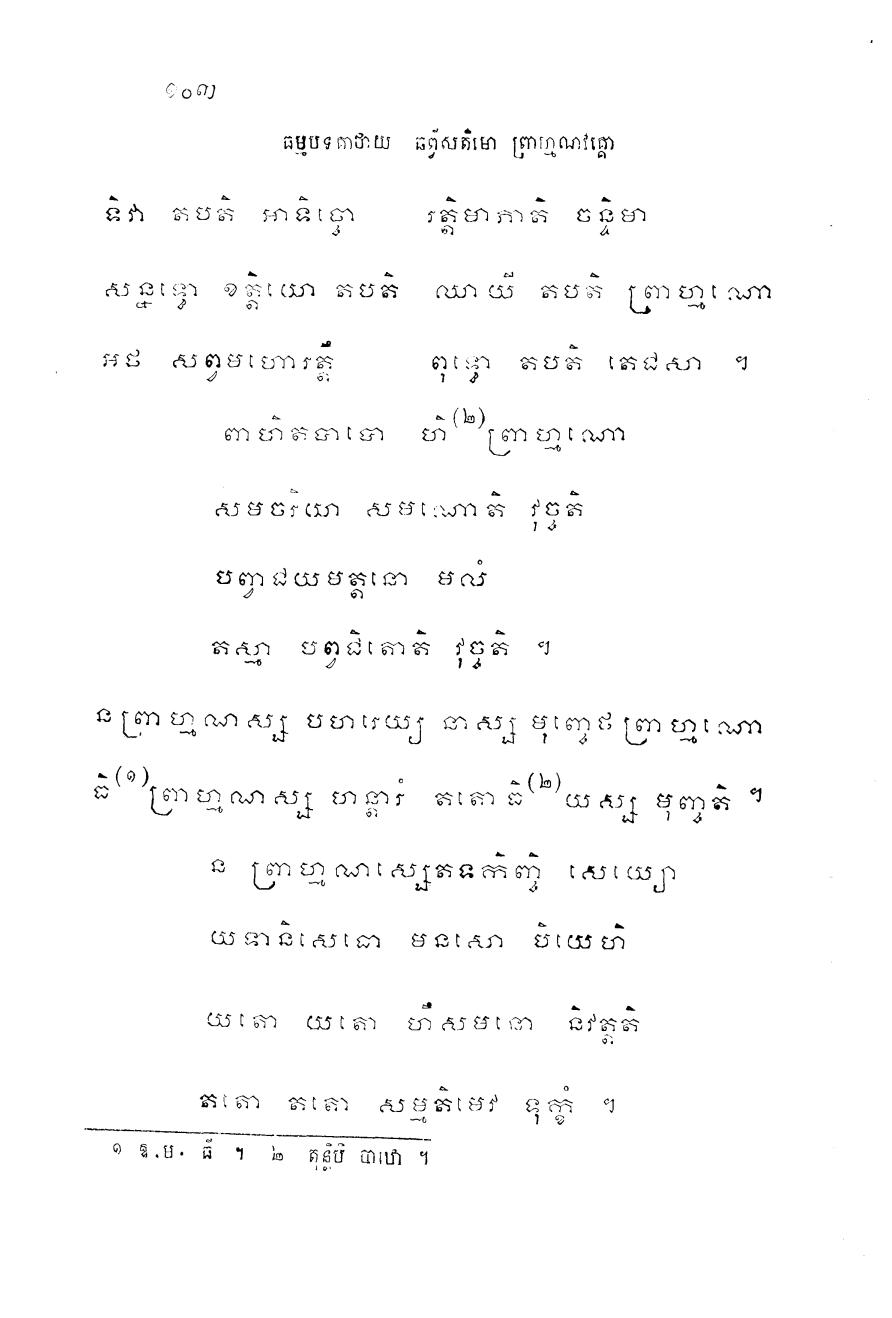 ១០៣
ធម្មបទគាថាយ ឆព្វីសតិមោ ព្រាហ្មណវគ្គោ
ទិវា តបតិ អាទិច្ចោ រត្តិមាភាតិ ចន្ទិមា
សន្នទ្ធោ ខត្តិយោ តបតិ ឈាយី តបតិ ព្រាហ្មណោ
អថ សព្វមហោរត្តឹ ពុទ្ធោ តបតិ តេជសា ។
ពាហិតបាបោ ហិ(២)ព្រាហ្មណោ
សមចរិយា សមណោតិ វុច្ចតិ
បញ្វាជយមត្តនោ មលំ
តស្មា បព្វជិតោតិ វុច្ចតិ ។
ន ព្រាហ្មណស្ស បហរេយ្យ នាស្ស មុញ្ចេថ ព្រាហ្មណោ
ធិ(១)ព្រាហ្មណស្ស ហន្តារំ តតោ ធិ(២)យស្ស មុញ្ចតិ ។
ន ព្រាហ្មណស្សេតទកិញ្ចិ សេយ្យោ
យទានិសេធោ មនសោ បិយេហិ
យតោ យតោ ហឹសមនោ និវត្តតិ
តតោ តតោ សម្មតិមេវ ទុក្ខំ ។
១ ឱ.ម. ធី ។ ២ តុន្ឋិបិ បាឋោ ។